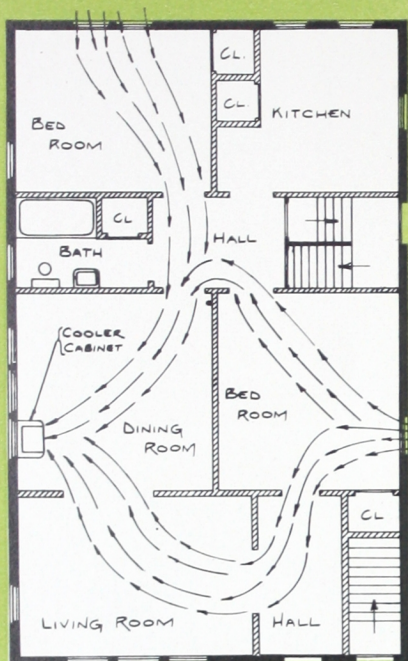 CL.
CL.
KITCHEN
BED
ROOM
CL
HALL
BATH
COOLER
CABINET
BED
ROOM
DINING
ROOM
CL
LIVING ROOM
HALL